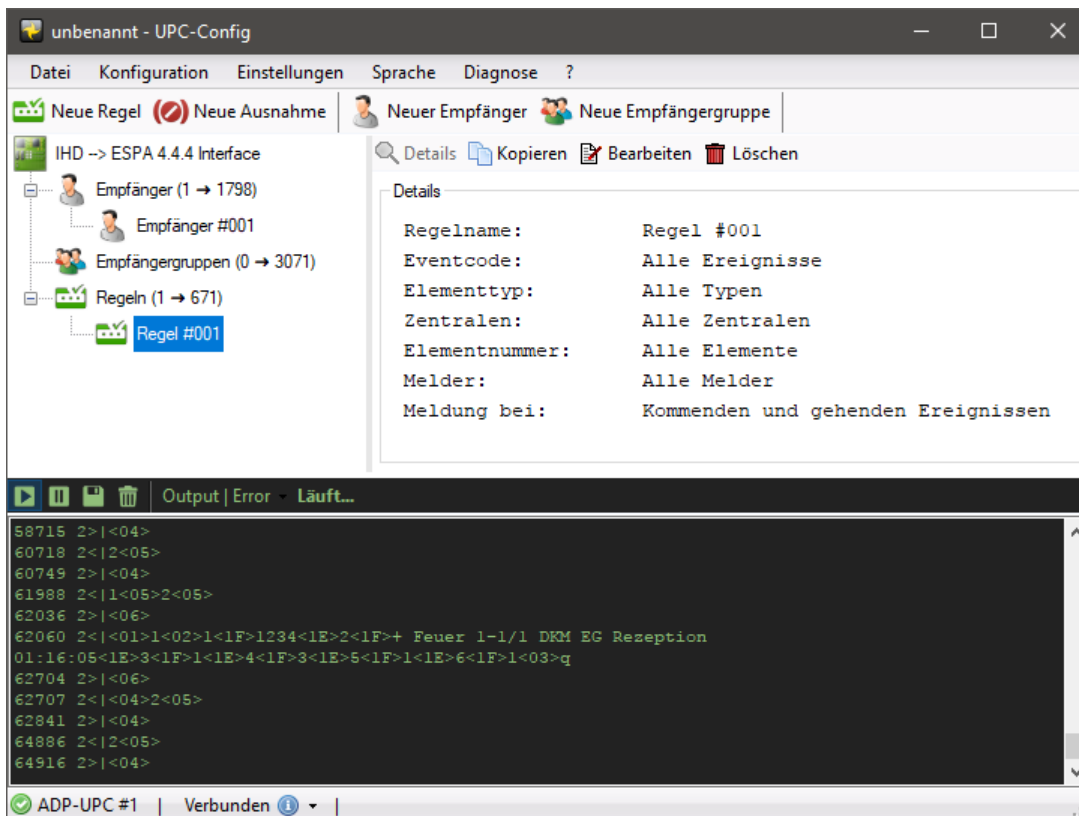 unbenannt - UPC-Config
Datei Konfiguration Einstellungen Sprache Diagnose ?
Neue Regel Neue Ausnahme Neuer Empfänger Neue Empfängergruppe
IHD --> ESPA 4.4.4 Interface
Empfänger (1 → 1798)
Empfänger #001
Empfängergruppen (0 → 3071)
Regeln (1 → 671)
Regel #001
Details Kopieren Bearbeiten Löschen
Details
Regelname: Regel #001
Eventcode: Alle Ereignisse
Elementtyp: Alle Typen
Zentralen: Alle Zentralen
Elementnummer: Alle Elemente
Melder: Alle Melder
Meldung bei: Kommenden und gehenden Ereignissen
Output | Error - Läuft...
58715 2>|<04>
60718 2<|2<05>
60749 2>|<04>
61988 2<|1<05>2<05>
62036 2>|<06>
62060 2<|<01>1<02>1<1F>1234<1E>2<1F>+ Feuer 1-1/1 DKM EG Rezeption
01:16:05<1E>3<1F>1<1E>4<1F>3<1E>5<1F>1<1E>6<1F>1<03>q
62704 2>|<06>
62707 2<|<04>2<05>
62841 2>|<04>
64886 2<|2<05>
64916 2>|<04>
ADP-UPC #1 | Verbunden |